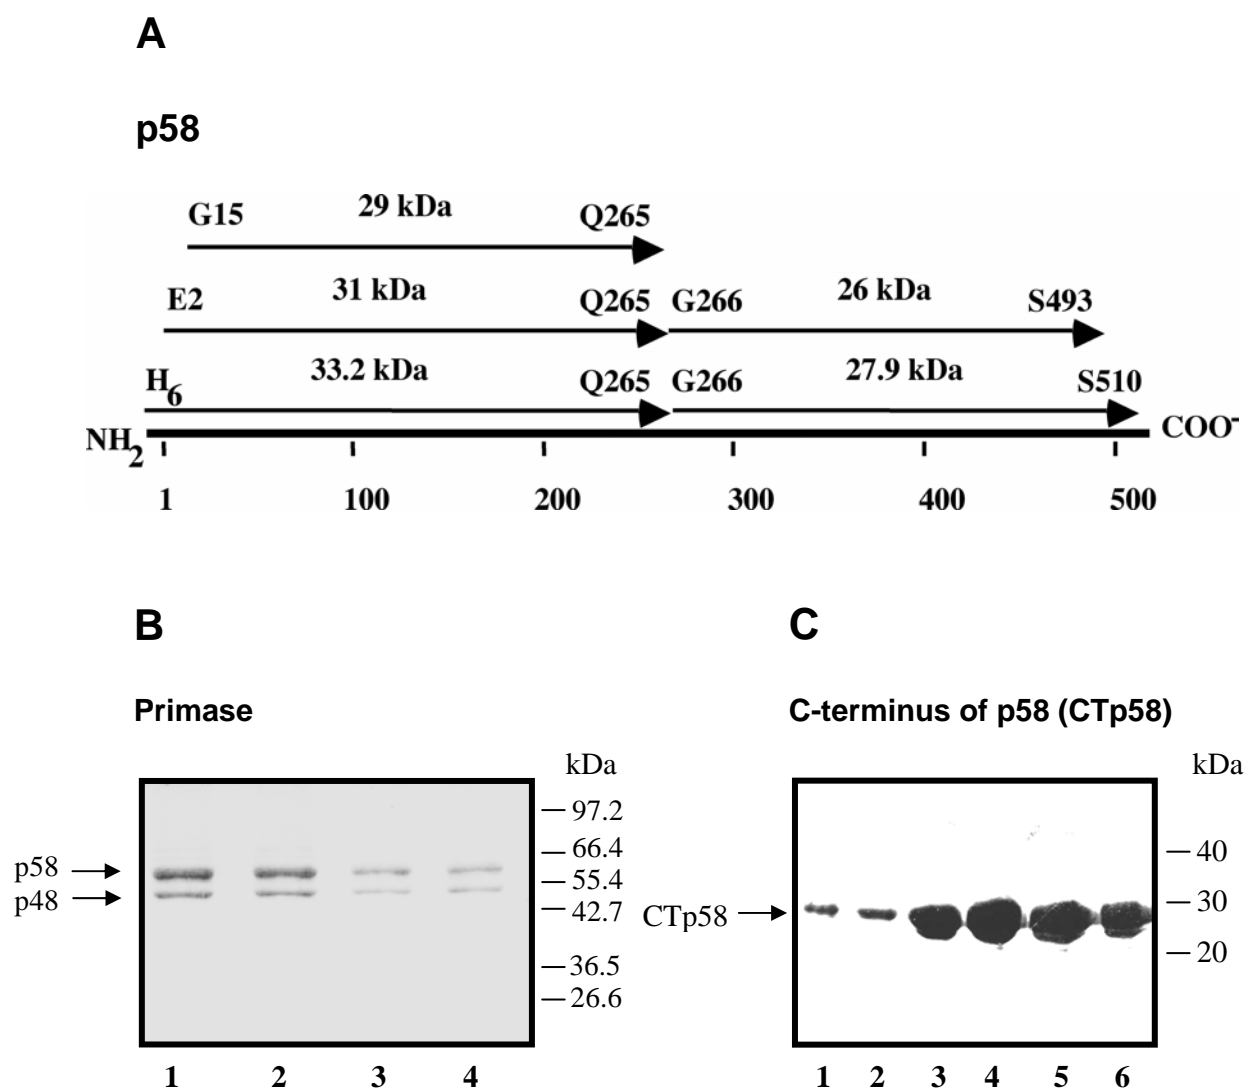 A
p58
G15 29 kDa Q265
E2 31 kDa Q265 G266 26 kDa S493
H6 33.2 kDa Q265 G266 27.9 kDa S510
NH2 COO-
1 100 200 300 400 500
B
Primase
kDa
97.2
66.4
55.4
42.7
36.5
26.6
p58
p48
1 2 3 4
C
C-terminus of p58 (CTp58)
kDa
40
30
20
CTp58
1 2 3 4 5 6